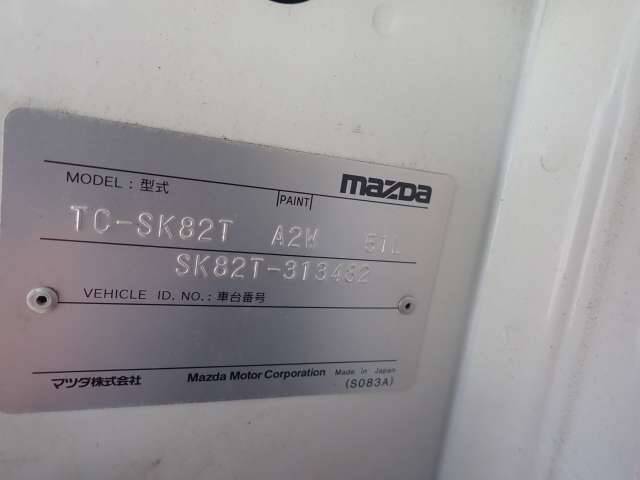 mazda
MODEL : 型式
PAINT
TC-SK82T A2W 51L
SK82T-313482
VEHICLE ID. NO. : 車台番号
マツダ株式会社 Mazda Motor Corporation Made in Japan
(S083A)